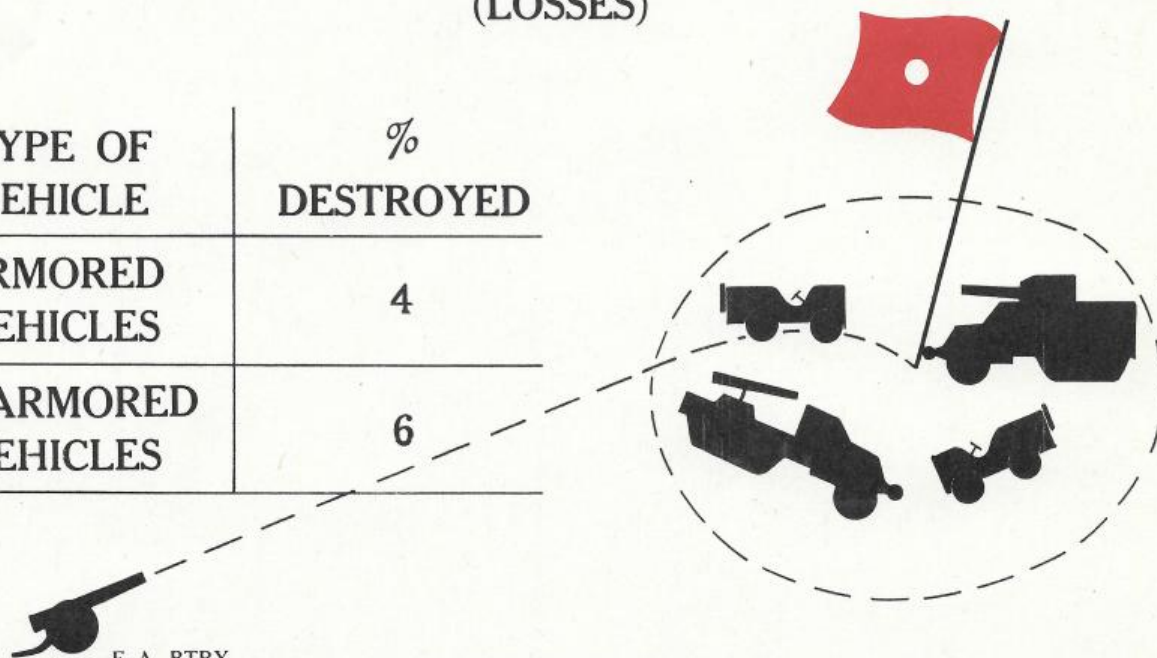 (LOSSES)
YPE OF
EHICLE
%
DESTROYED
RMORED
EHICLES
4
ARMORED
EHICLES
6
F. A. BTRY